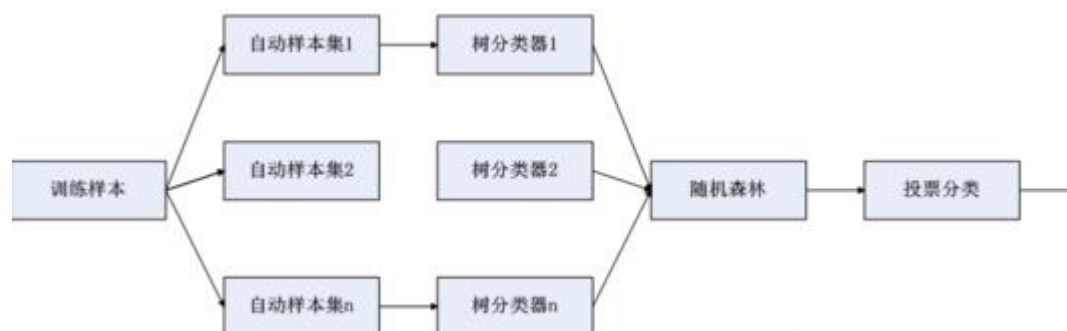 自动样本集1
树分类器1
训练样本
自动样本集2
树分类器2
随机森林
投票分类
自动样本集n
树分类器n